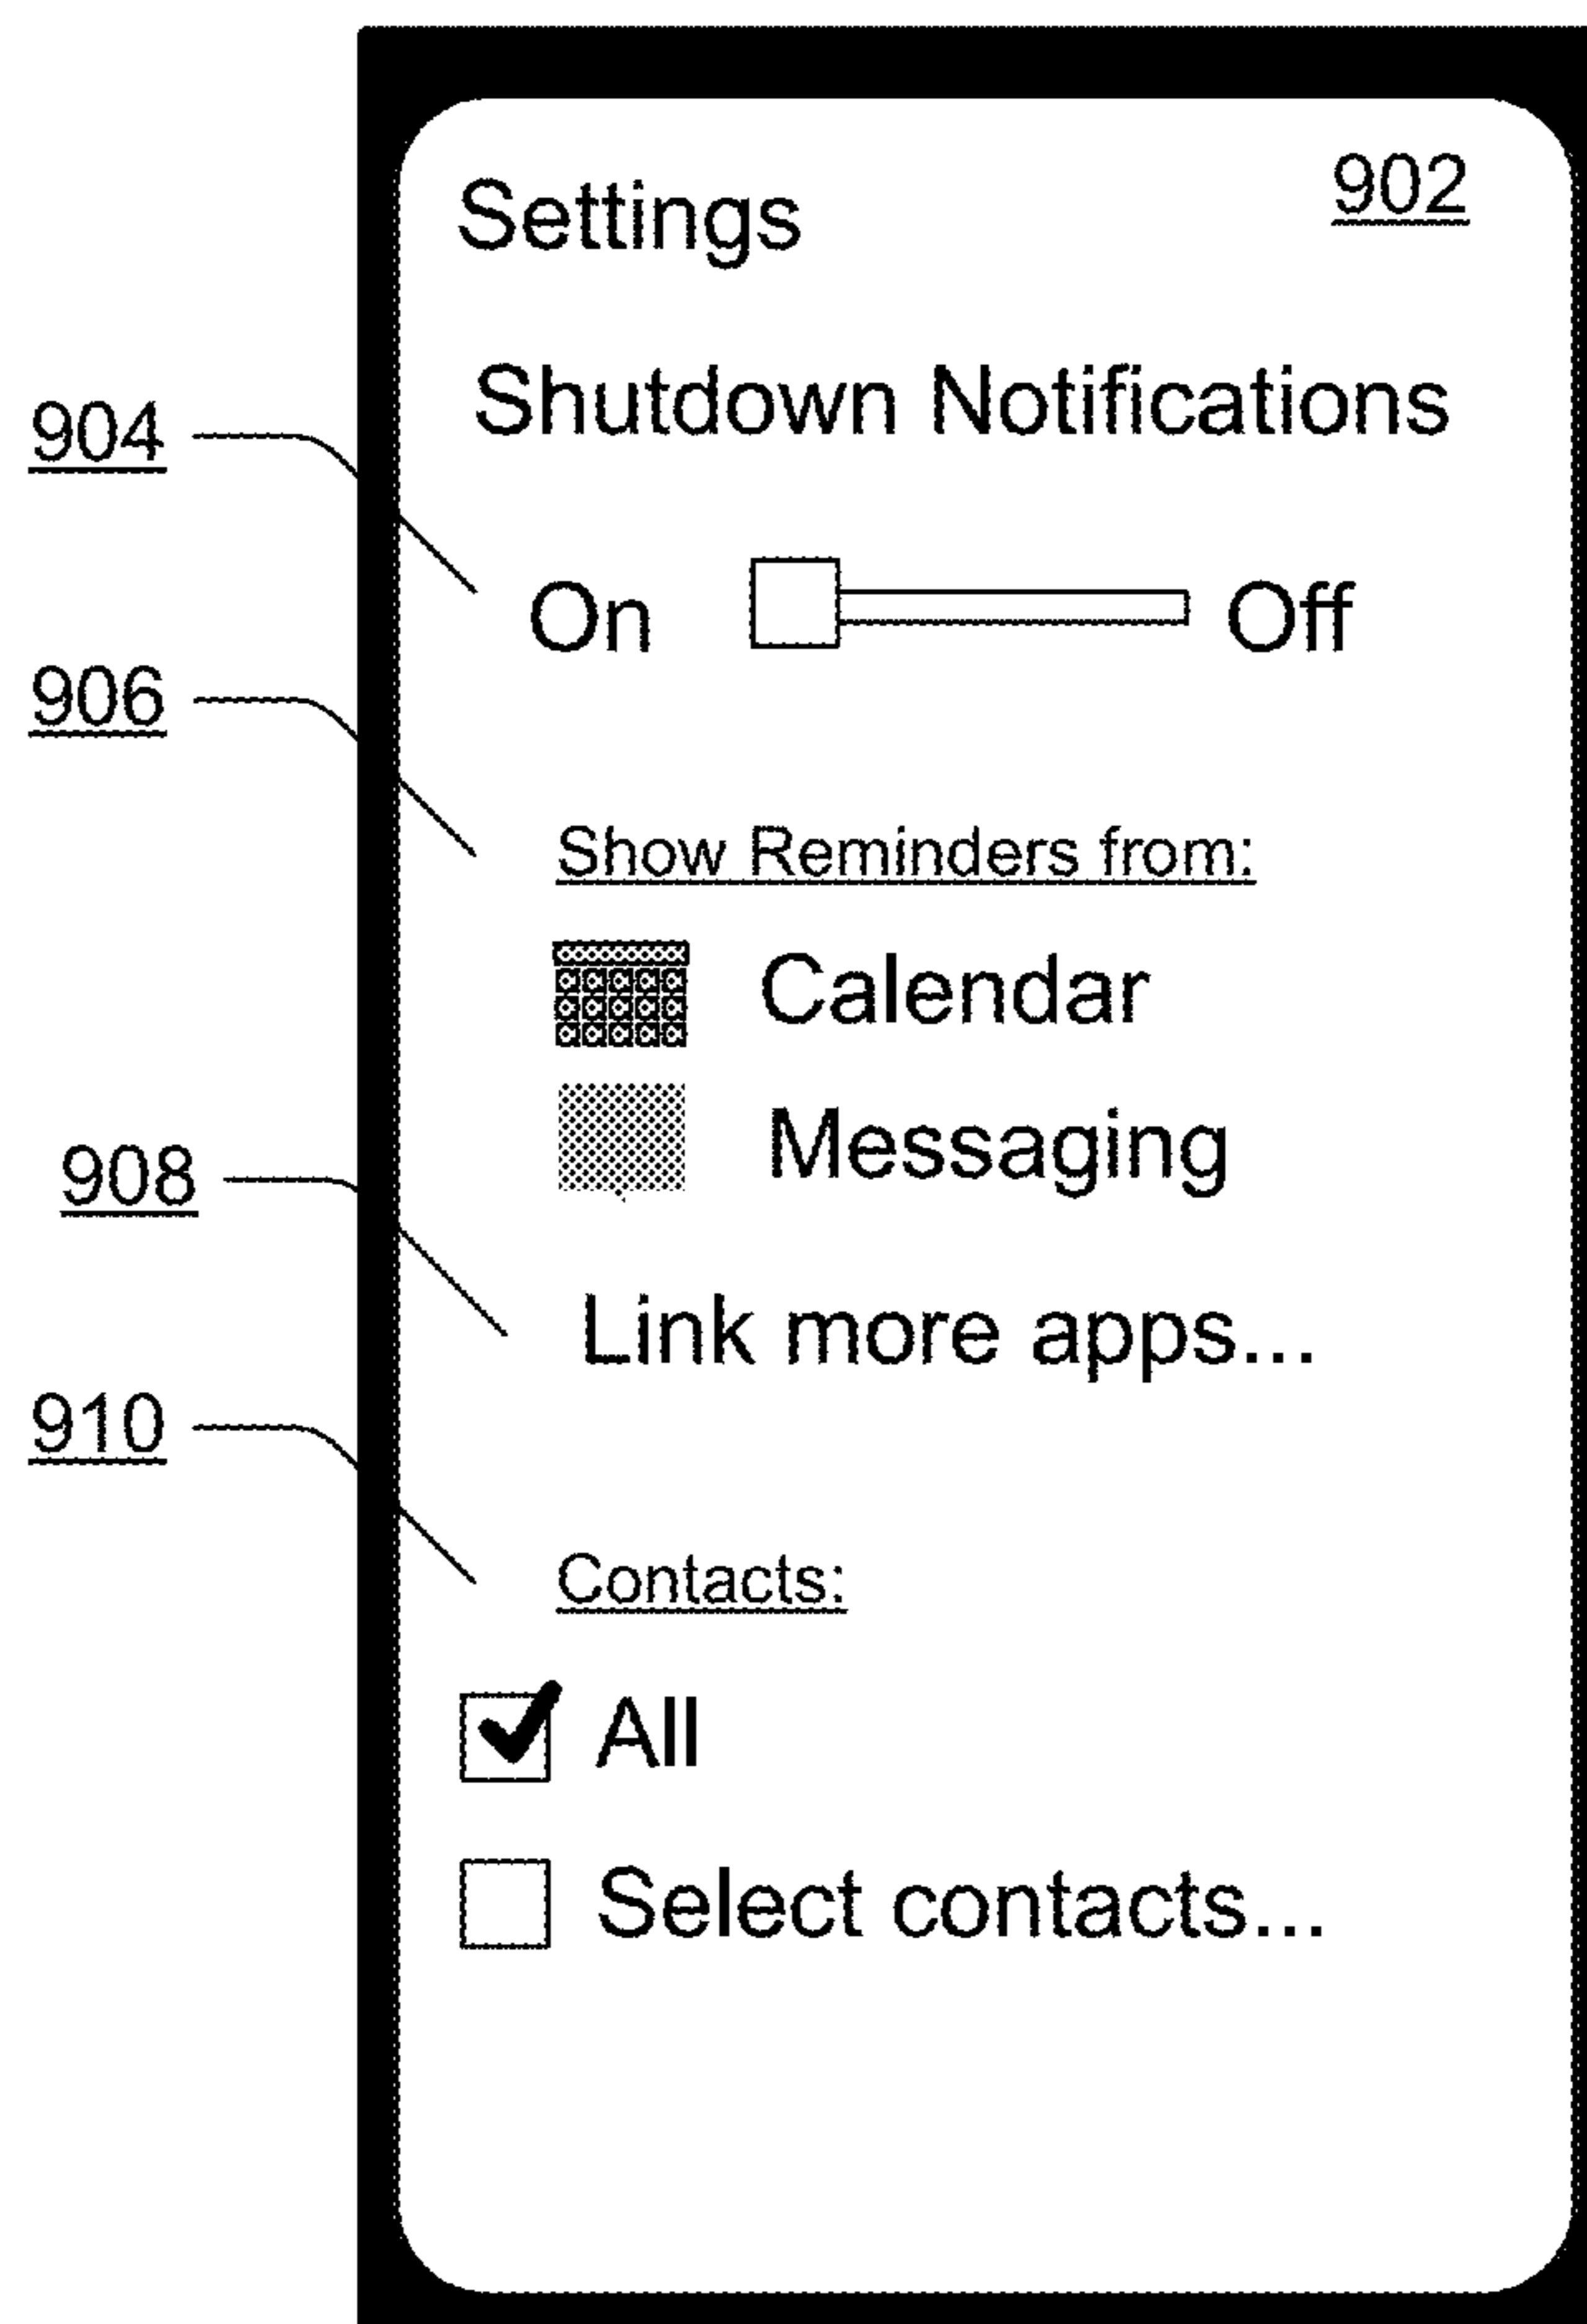 Settings 902
Shutdown Notifications
904
On Off
906
Show Reminders from:
Calendar
Messaging
908
Link more apps...
910
Contacts:
All
Select contacts...